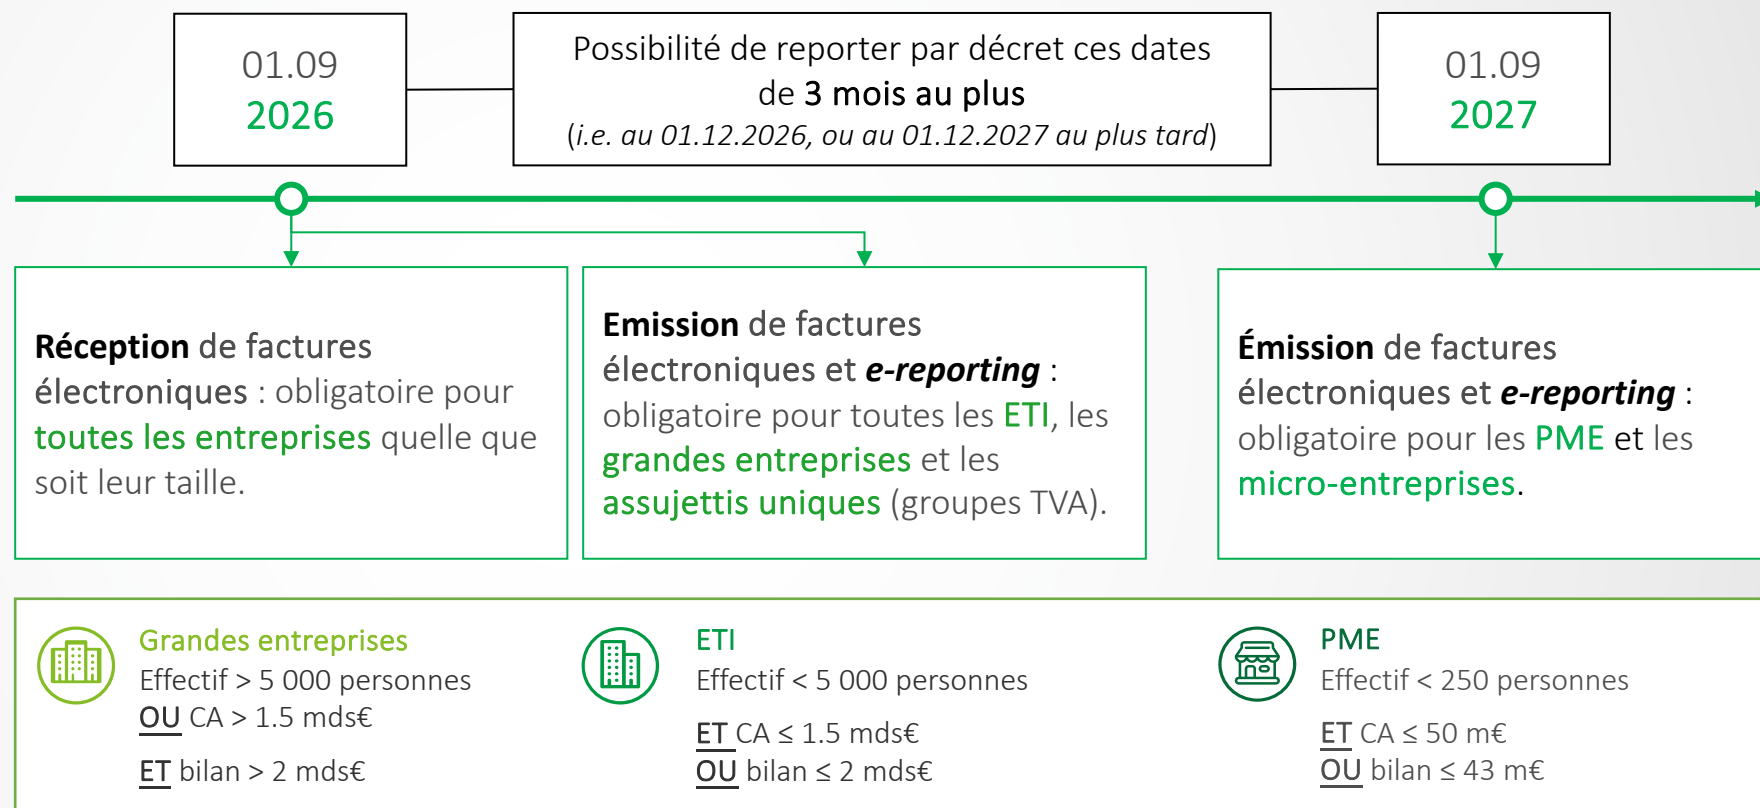 01.09
2026
Possibilité de reporter par décret ces dates
de 3 mois au plus
(i.e. au 01.12.2026, ou au 01.12.2027 au plus tard)
01.09
2027
Réception de factures
électroniques : obligatoire pour
toutes les entreprises quelle que
soit leur taille.
Emission de factures
électroniques et e-reporting :
obligatoire pour toutes les ETI, les
grandes entreprises et les
assujettis uniques (groupes TVA).
Émission de factures
électroniques et e-reporting :
obligatoire pour les PME et les
micro-entreprises.
Grandes entreprises
Effectif > 5 000 personnes
OU CA > 1.5 mds€
ET bilan > 2 mds€
ETI
Effectif < 5 000 personnes
ET CA ≤ 1.5 mds€
OU bilan ≤ 2 mds€
PME
Effectif < 250 personnes
ET CA ≤ 50 m€
OU bilan ≤ 43 m€